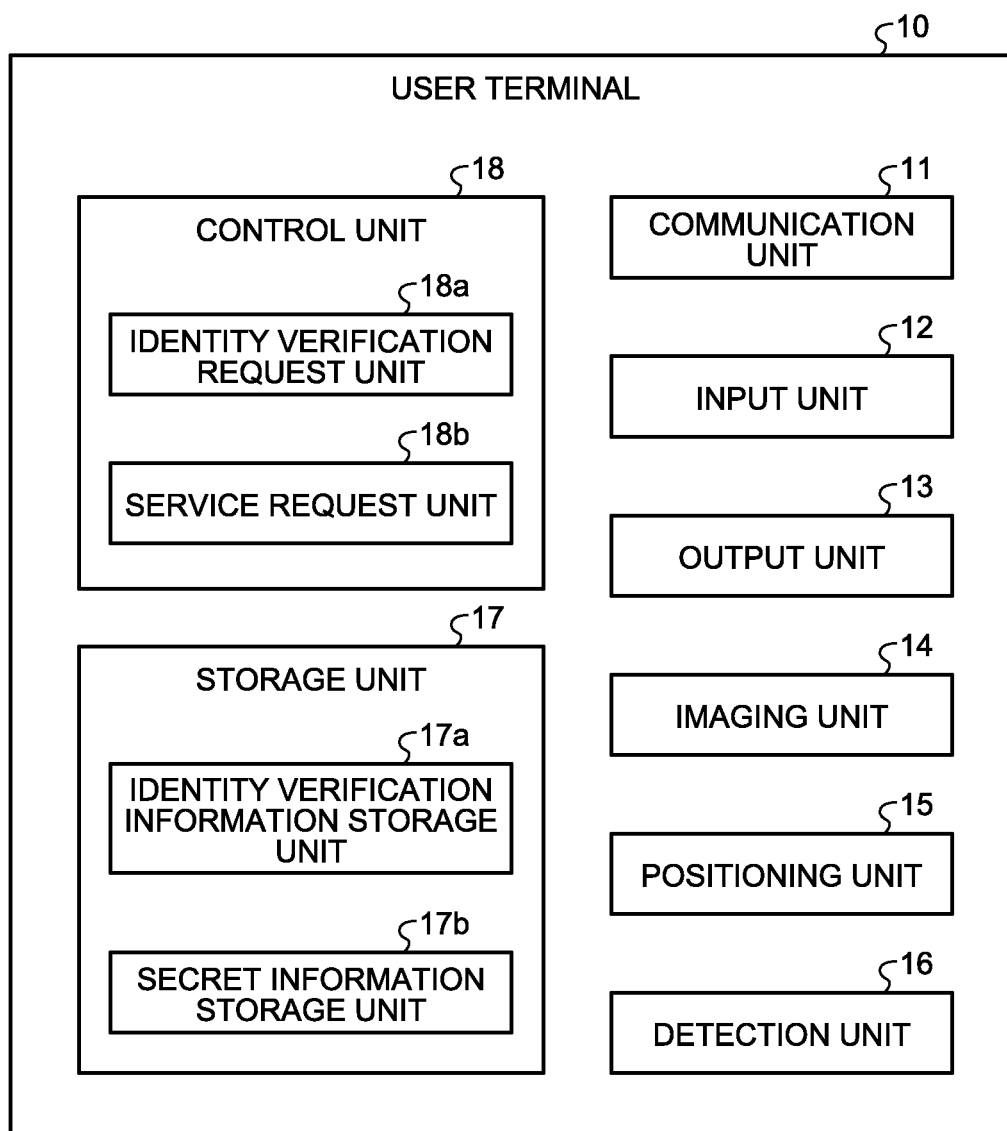 10
USER TERMINAL
18
CONTROL UNIT
18a
IDENTITY VERIFICATION
REQUEST UNIT
18b
SERVICE REQUEST UNIT
17
STORAGE UNIT
17a
IDENTITY VERIFICATION
INFORMATION STORAGE
UNIT
17b
SECRET INFORMATION
STORAGE UNIT
11
COMMUNICATION
UNIT
12
INPUT UNIT
13
OUTPUT UNIT
14
IMAGING UNIT
15
POSITIONING UNIT
16
DETECTION UNIT